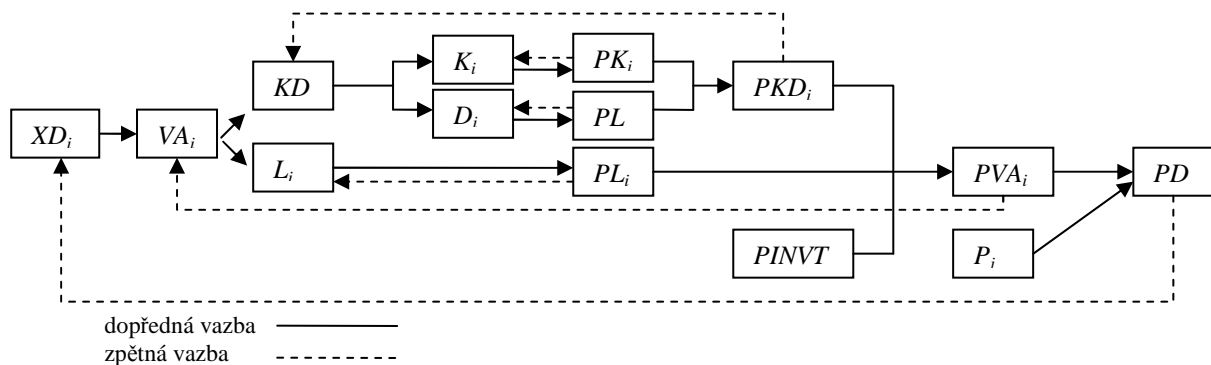 K_i
PK_i
KD
PKD_i
D_i
PL
XD_i
VA_i
L_i
PL_i
PVA_i
PD
PINVT
P_i
dopředná vazba
zpětná vazba